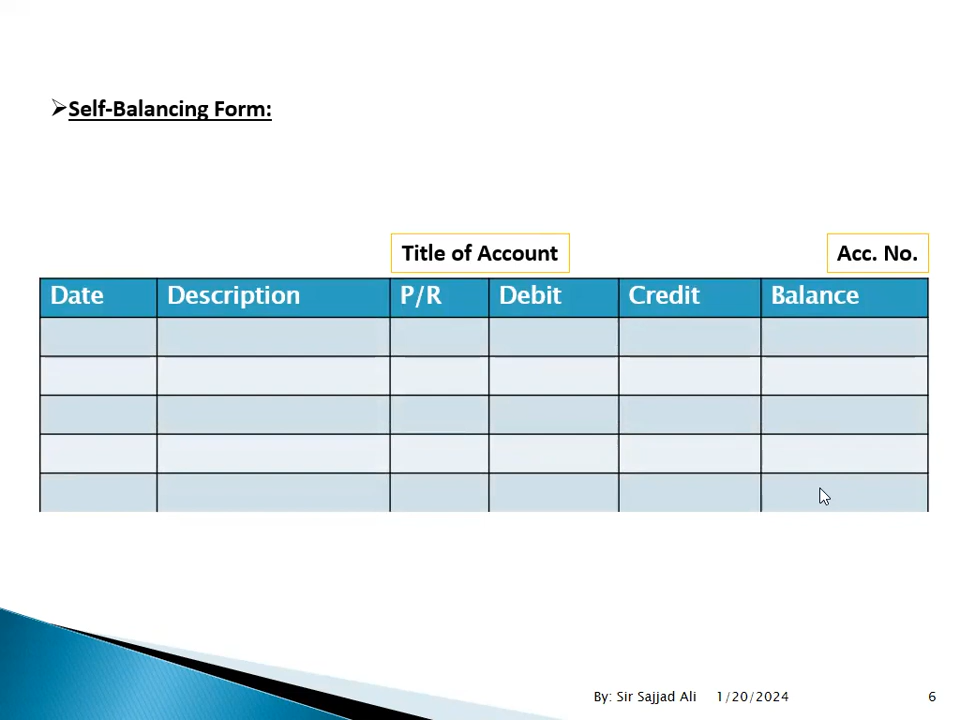 Self-Balancing Form:
Title of Account
Acc. No.
Date Description P/R Debit Credit Balance
By: Sir Sajjad Ali 1/20/2024 6